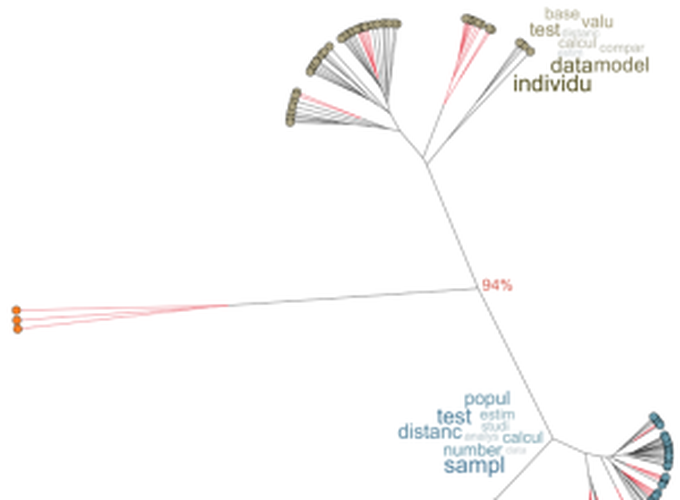 base
valu
test distanc
calcul
compar
estim
datamodel
individu
94%
popul
test estim
studi
distanc analys calcul
number data
sampl